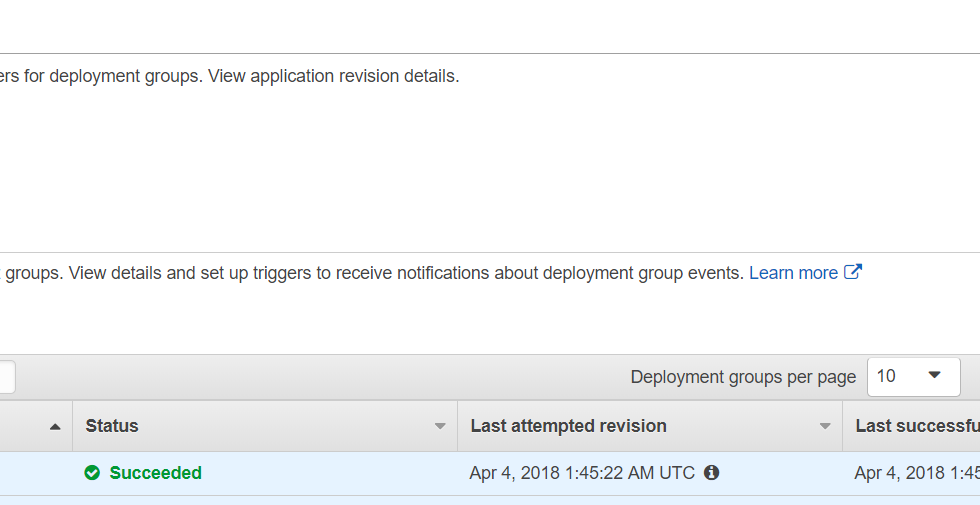 ers for deployment groups. View application revision details.
groups. View details and set up triggers to receive notifications about deployment group events. Learn more
Deployment groups per page 10
Status Last attempted revision Last successfu
Succeeded Apr 4, 2018 1:45:22 AM UTC Apr 4, 2018 1:45